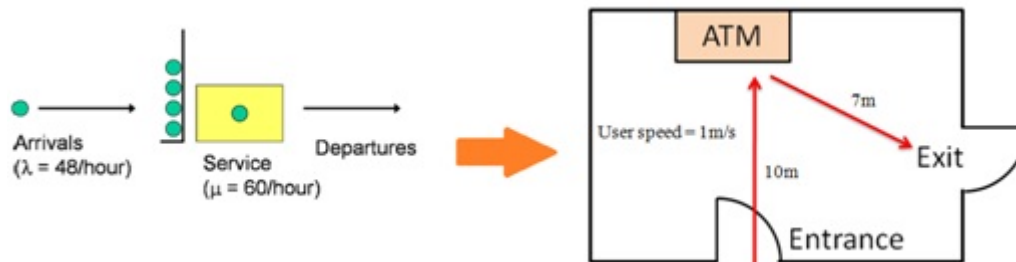 Arrivals
(λ = 48/hour)
Service
(μ = 60/hour)
Departures
ATM
User speed = 1m/s
7m
10m
Exit
Entrance